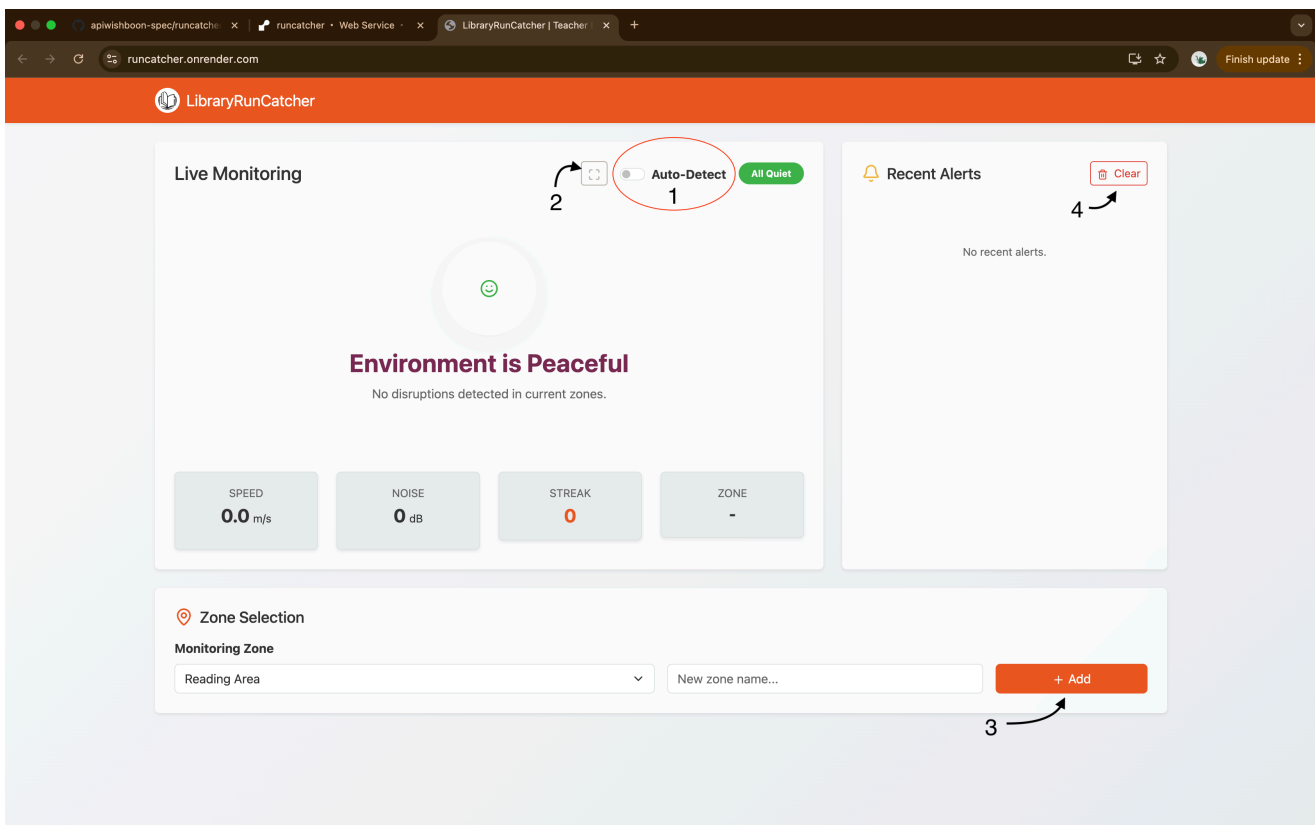 apiwishboon-spec/runcatche
runcatcher • Web Service ·
LibraryRunCatcher | Teacher
runcatcher.onrender.com
Finish update
LibraryRunCatcher
Live Monitoring
Auto-Detect
All Quiet
1
2
Recent Alerts
Clear
4
No recent alerts.
Environment is Peaceful
No disruptions detected in current zones.
SPEED
0.0 m/s
NOISE
0 dB
STREAK
0
ZONE
-
Zone Selection
Monitoring Zone
Reading Area
New zone name...
+ Add
3